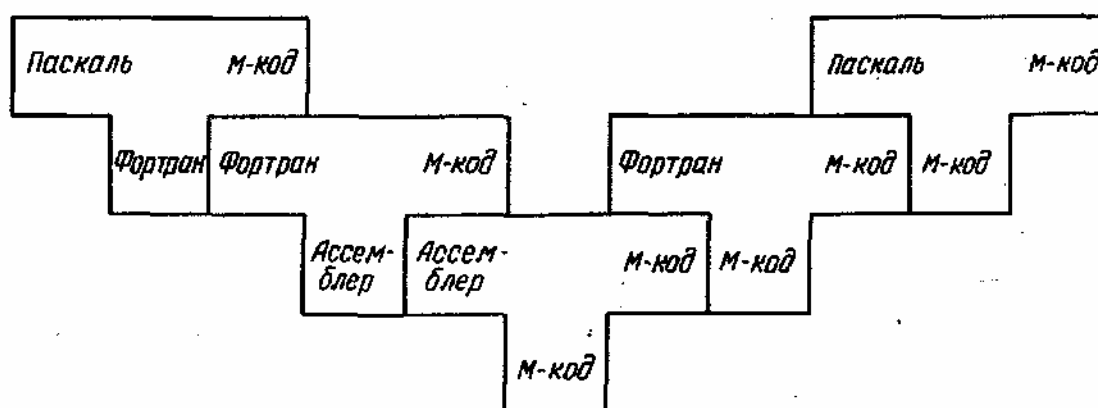 Паскаль М-код Паскаль М-код
Фортран Фортран М-код Фортран М-код М-код
Ассем-
блер
Ассем-
блер
М-код М-код
М-код